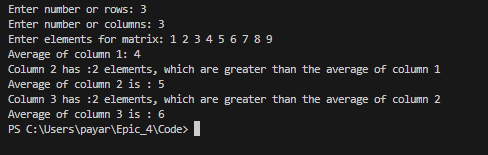 Enter number or rows: 3
Enter number or columns: 3
Enter elements for matrix: 1 2 3 4 5 6 7 8 9
Average of column 1: 4
Column 2 has :2 elements, which are greater than the average of column 1
Average of column 2 is : 5
Column 3 has :2 elements, which are greater than the average of column 2
Average of column 3 is : 6
PS C:\Users\payar\Epic_4\Code>